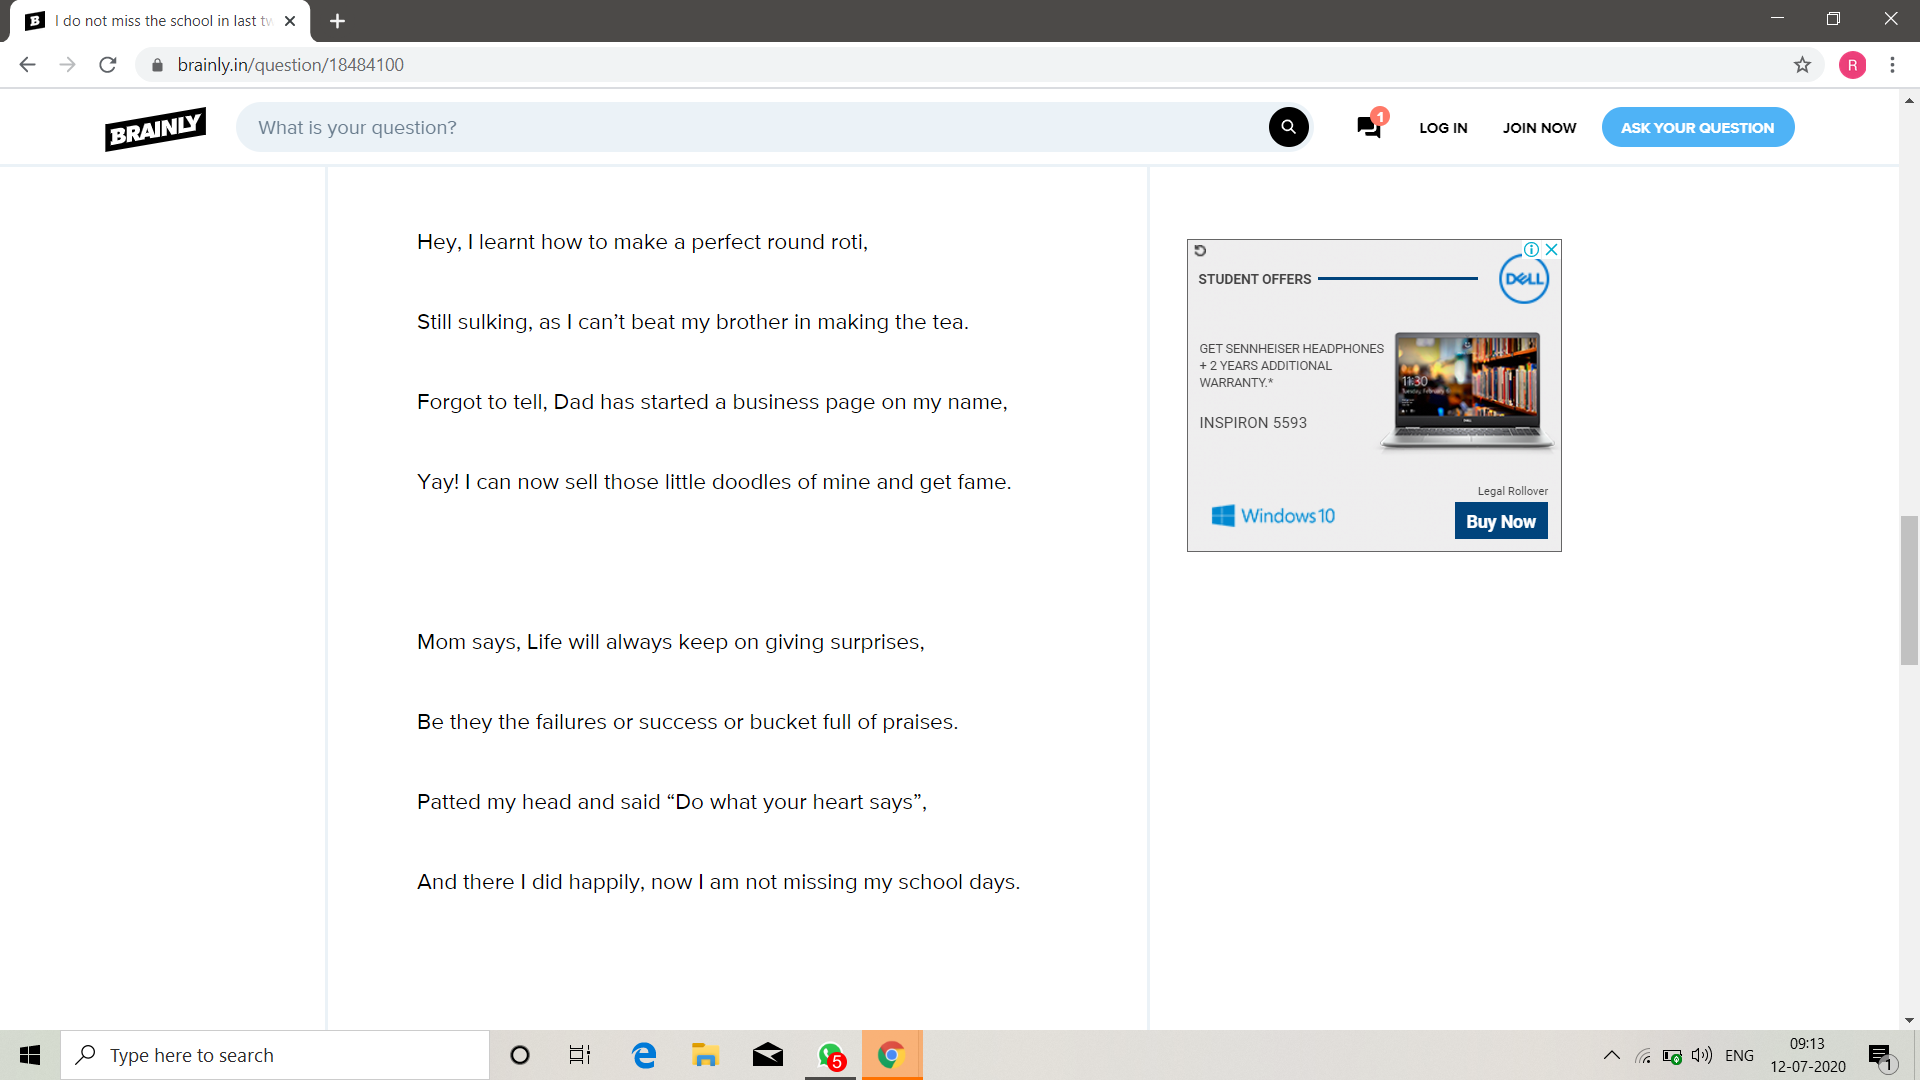 I do not miss the school in last tw
brainly.in/question/18484100
R
BRAINLY
What is your question?
1
LOG IN
JOIN NOW
ASK YOUR QUESTION
Hey, I learnt how to make a perfect round roti,
Still sulking, as I can’t beat my brother in making the tea.
Forgot to tell, Dad has started a business page on my name,
Yay! I can now sell those little doodles of mine and get fame.
Mom says, Life will always keep on giving surprises,
Be they the failures or success or bucket full of praises.
Patted my head and said “Do what your heart says”,
And there I did happily, now I am not missing my school days.
STUDENT OFFERS
DELL
GET SENNHEISER HEADPHONES
+ 2 YEARS ADDITIONAL
WARRANTY.*
INSPIRON 5593
11:30
Legal Rollover
Windows 10
Buy Now
Type here to search
5
ENG
09:13
12-07-2020
1